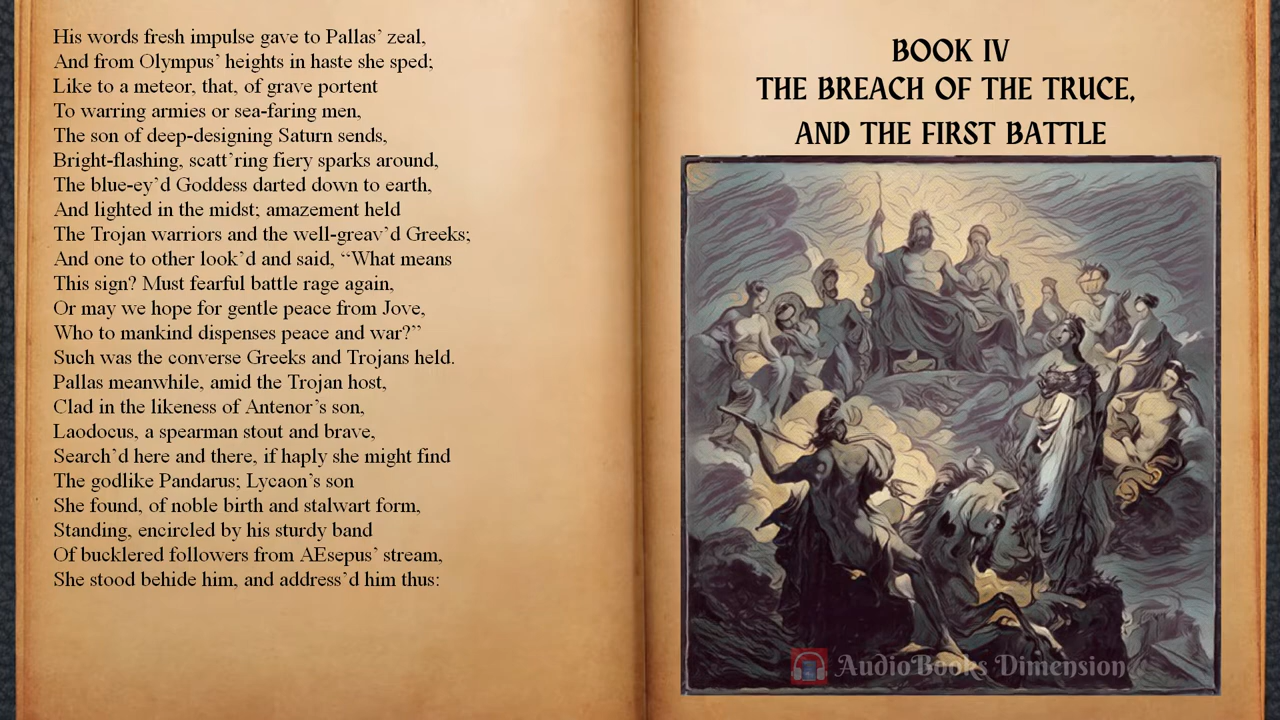 His words fresh impulse gave to Pallas’ zeal,
And from Olympus’ heights in haste she sped;
Like to a meteor, that, of grave portent
To warring armies or sea-faring men,
The son of deep-designing Saturn sends,
Bright-flashing, scatt’ring fiery sparks around,
The blue-ey’d Goddess darted down to earth,
And lighted in the midst; amazement held
The Trojan warriors and the well-greav’d Greeks;
And one to other look’d and said, “What means
This sign? Must fearful battle rage again,
Or may we hope for gentle peace from Jove,
Who to mankind dispenses peace and war?”
Such was the converse Greeks and Trojans held.
Pallas meanwhile, amid the Trojan host,
Clad in the likeness of Antenor’s son,
Laodocus, a spearman stout and brave,
Search’d here and there, if haply she might find
The godlike Pandarus; Lycaon’s son
She found, of noble birth and stalwart form,
Standing, encircled by his sturdy band
Of bucklered followers from AEsepus’ stream,
She stood behide him, and address’d him thus:
BOOK IV
THE BREACH OF THE TRUCE,
AND THE FIRST BATTLE
AudioBooks Dimension